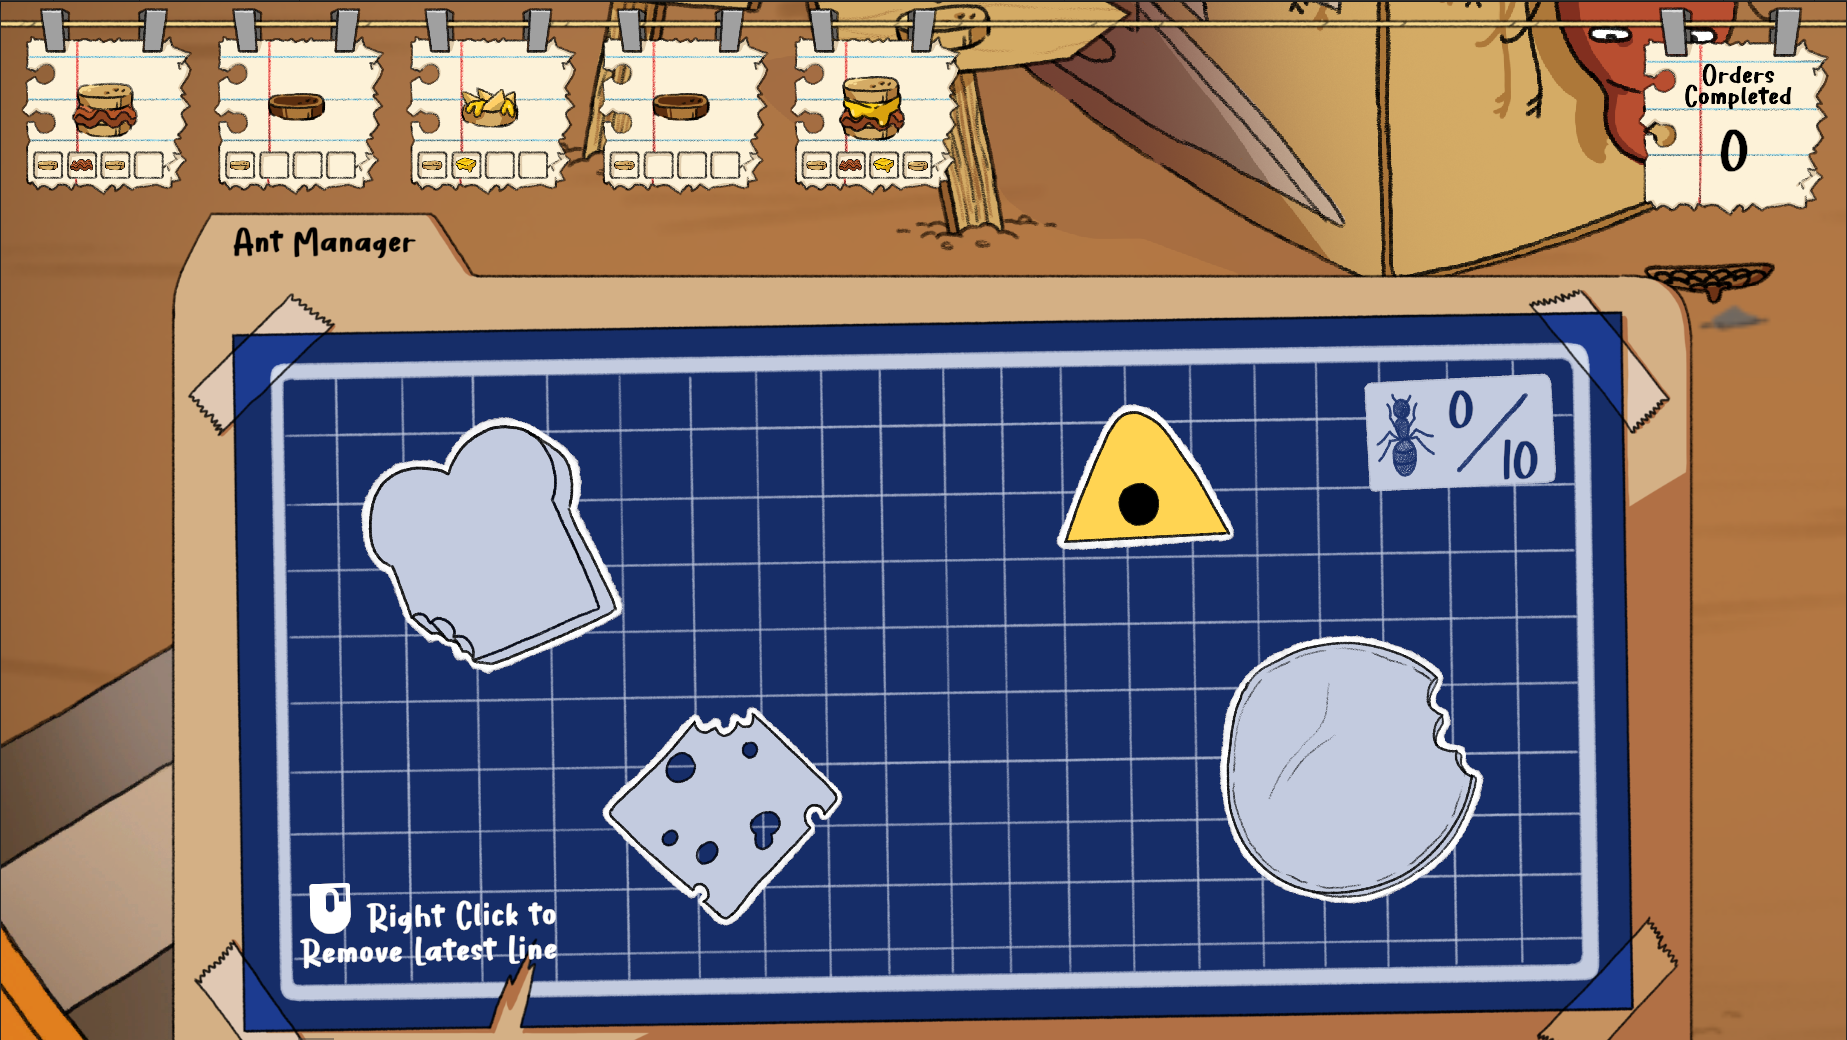 Orders
Completed
0
Ant Manager
0/10
Right Click to
Remove Latest Line